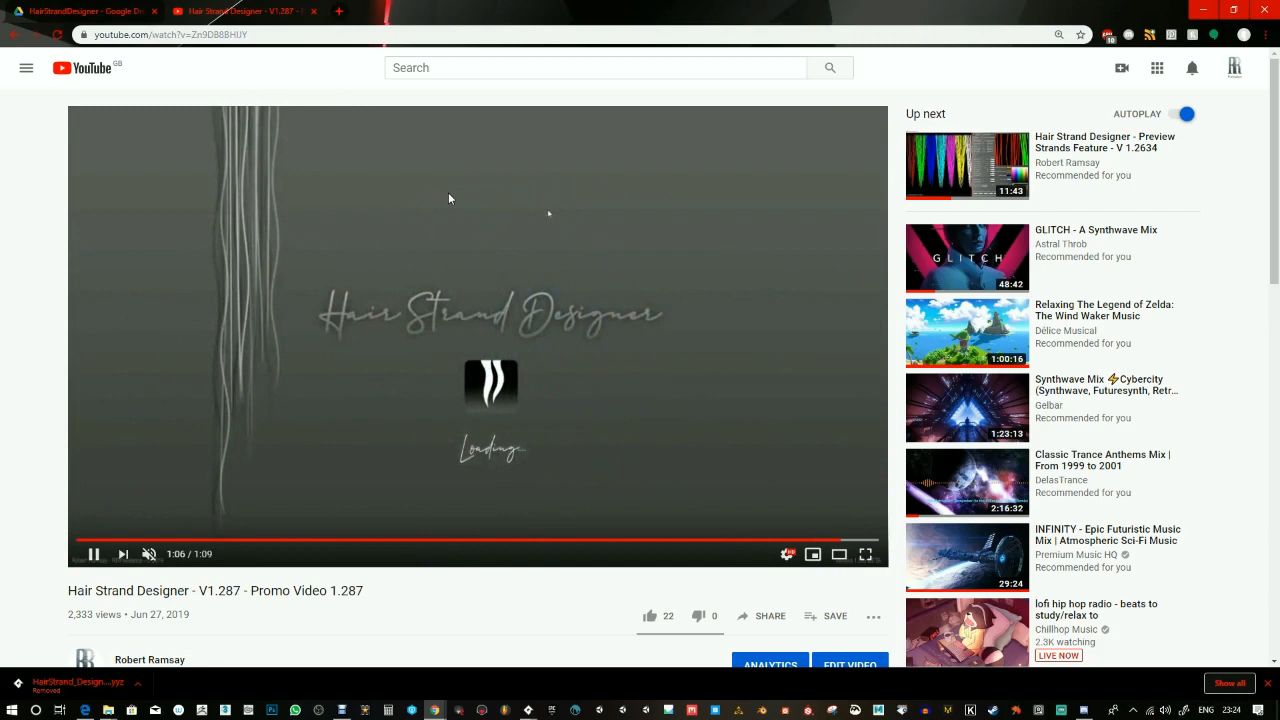 HairStrandDesigner - Google Dr
Hair Strand Designer - V1.287 - P
youtube.com/watch?v=Zn9DB8BHIJY
10
YouTube GB
Search
Up next
AUTOPLAY
Hair Strand Designer - Preview
Strands Feature - V 1.2634
Robert Ramsay
Recommended for you
11:43
GLITCH - A Synthwave Mix
Astral Throb
Recommended for you
GLITCH
48:42
Relaxing The Legend of Zelda:
The Wind Waker Music
Délice Musical
Recommended for you
1:00:16
Synthwave Mix ⚡Cybercity
(Synthwave, Futuresynth, Retr...
Gelbar
Recommended for you
1:23:13
Classic Trance Anthems Mix |
From 1999 to 2001
DelasTrance
Recommended for you
2:16:32
INFINITY - Epic Futuristic Music
Mix | Atmospheric Sci-Fi Music
Premium Music HQ
Recommended for you
29:24
lofi hip hop radio - beats to
study/relax to
Chillhop Music
2.3K watching
LIVE NOW
Hair Strand Designer
Loading...
1:06 / 1:09
HD
Hair Strand Designer - V1.287 - Promo Video 1.287
2,333 views • Jun 27, 2019
22
0
SHARE
SAVE
Robert Ramsay
ANALYTICS
EDIT VIDEO
HairStrand_Design....yyz
Removed
Show all
ENG
23:24